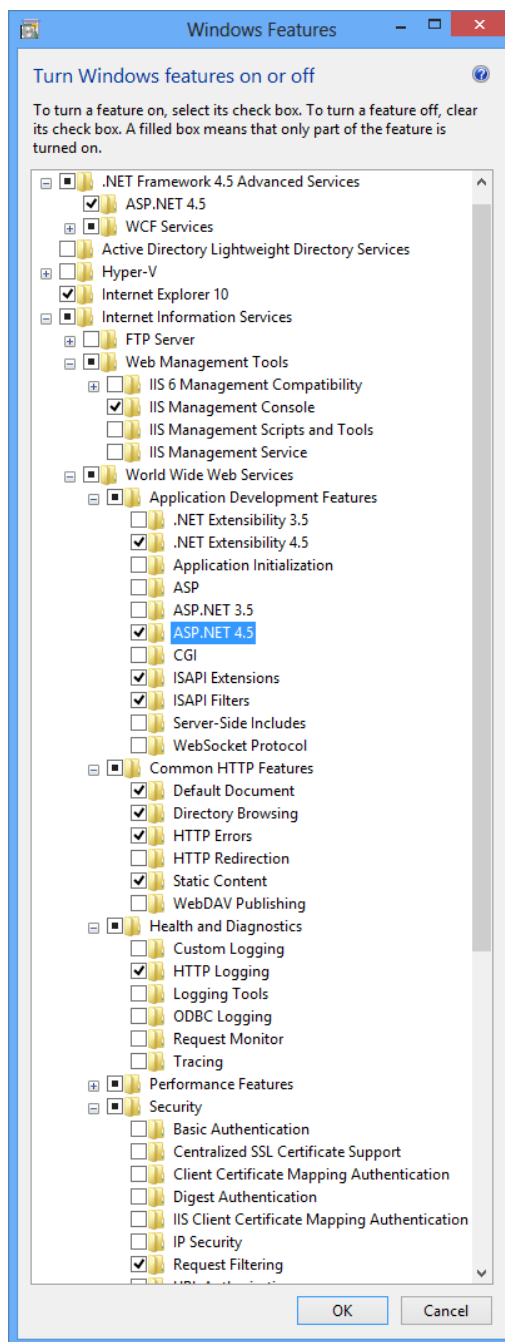 Windows Features
Turn Windows features on or off
To turn a feature on, select its check box. To turn a feature off, clear
its check box. A filled box means that only part of the feature is
turned on.
.NET Framework 4.5 Advanced Services
ASP.NET 4.5
WCF Services
Active Directory Lightweight Directory Services
Hyper-V
Internet Explorer 10
Internet Information Services
FTP Server
Web Management Tools
IIS 6 Management Compatibility
IIS Management Console
IIS Management Scripts and Tools
IIS Management Service
World Wide Web Services
Application Development Features
.NET Extensibility 3.5
.NET Extensibility 4.5
Application Initialization
ASP
ASP.NET 3.5
ASP.NET 4.5
CGI
ISAPI Extensions
ISAPI Filters
Server-Side Includes
WebSocket Protocol
Common HTTP Features
Default Document
Directory Browsing
HTTP Errors
HTTP Redirection
Static Content
WebDAV Publishing
Health and Diagnostics
Custom Logging
HTTP Logging
Logging Tools
ODBC Logging
Request Monitor
Tracing
Performance Features
Security
Basic Authentication
Centralized SSL Certificate Support
Client Certificate Mapping Authentication
Digest Authentication
IIS Client Certificate Mapping Authentication
IP Security
Request Filtering
OK
Cancel